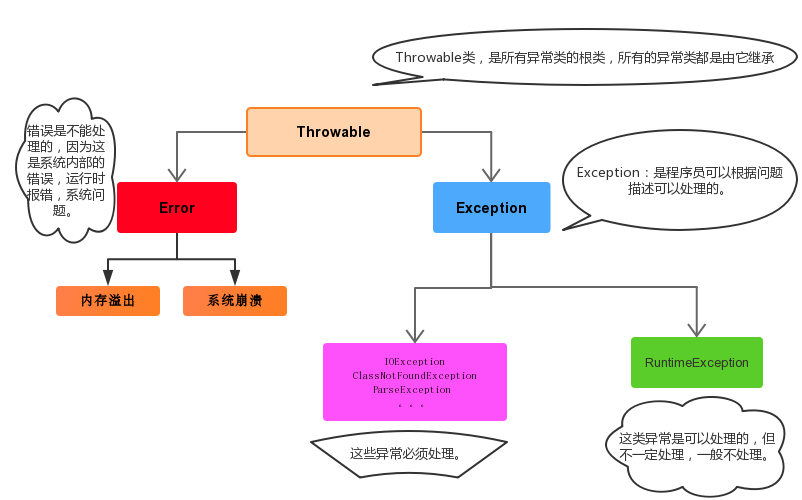 Throwable类，是所有异常类的根类，所有的异常类都是由它继承
Throwable
错误是不能处
理的，因为这
是系统内部的
错误，运行时
报错，系统问
题。
Exception：是程序员可以根据问题
描述可以处理的。
Error
Exception
内存溢出
系统崩溃
IOException
ClassNotFoundException
ParseException
。。。
RuntimeException
这些异常必须处理。
这类异常是可以处理的，但
不一定处理，一般不处理。